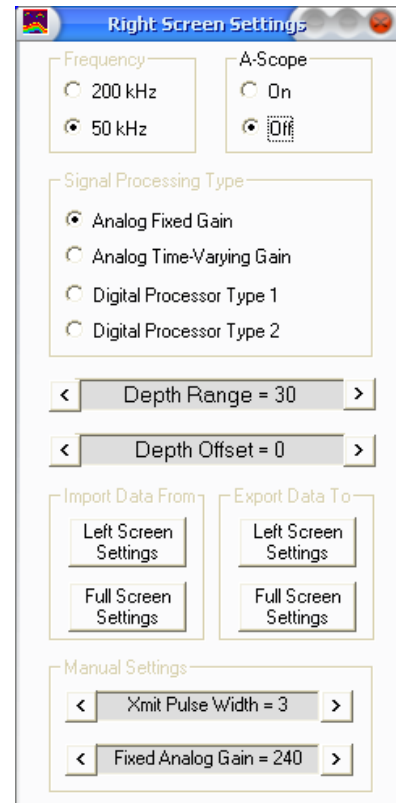 Right Screen Settings
Frequency
200 kHz
50 kHz
A-Scope
On
Off
Signal Processing Type
Analog Fixed Gain
Analog Time-Varying Gain
Digital Processor Type 1
Digital Processor Type 2
< Depth Range = 30 >
< Depth Offset = 0 >
Import Data From
Left Screen
Settings
Full Screen
Settings
Export Data To
Left Screen
Settings
Full Screen
Settings
Manual Settings
< Xmit Pulse Width = 3 >
< Fixed Analog Gain = 240 >